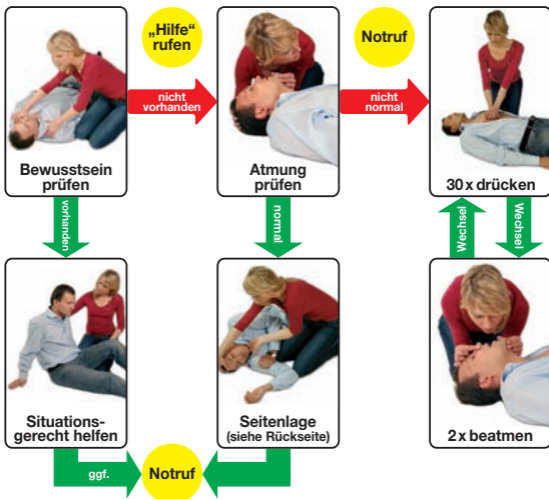 „Hilfe“
rufen
Notruf
nicht
vorhanden
nicht
normal
Bewusstsein
prüfen
Atmung
prüfen
30 x drücken
vorhanden
normal
Wechsel
Wechsel
Situations-
gerecht helfen
Seitenlage
(siehe Rückseite)
2 x beatmen
ggf.
Notruf